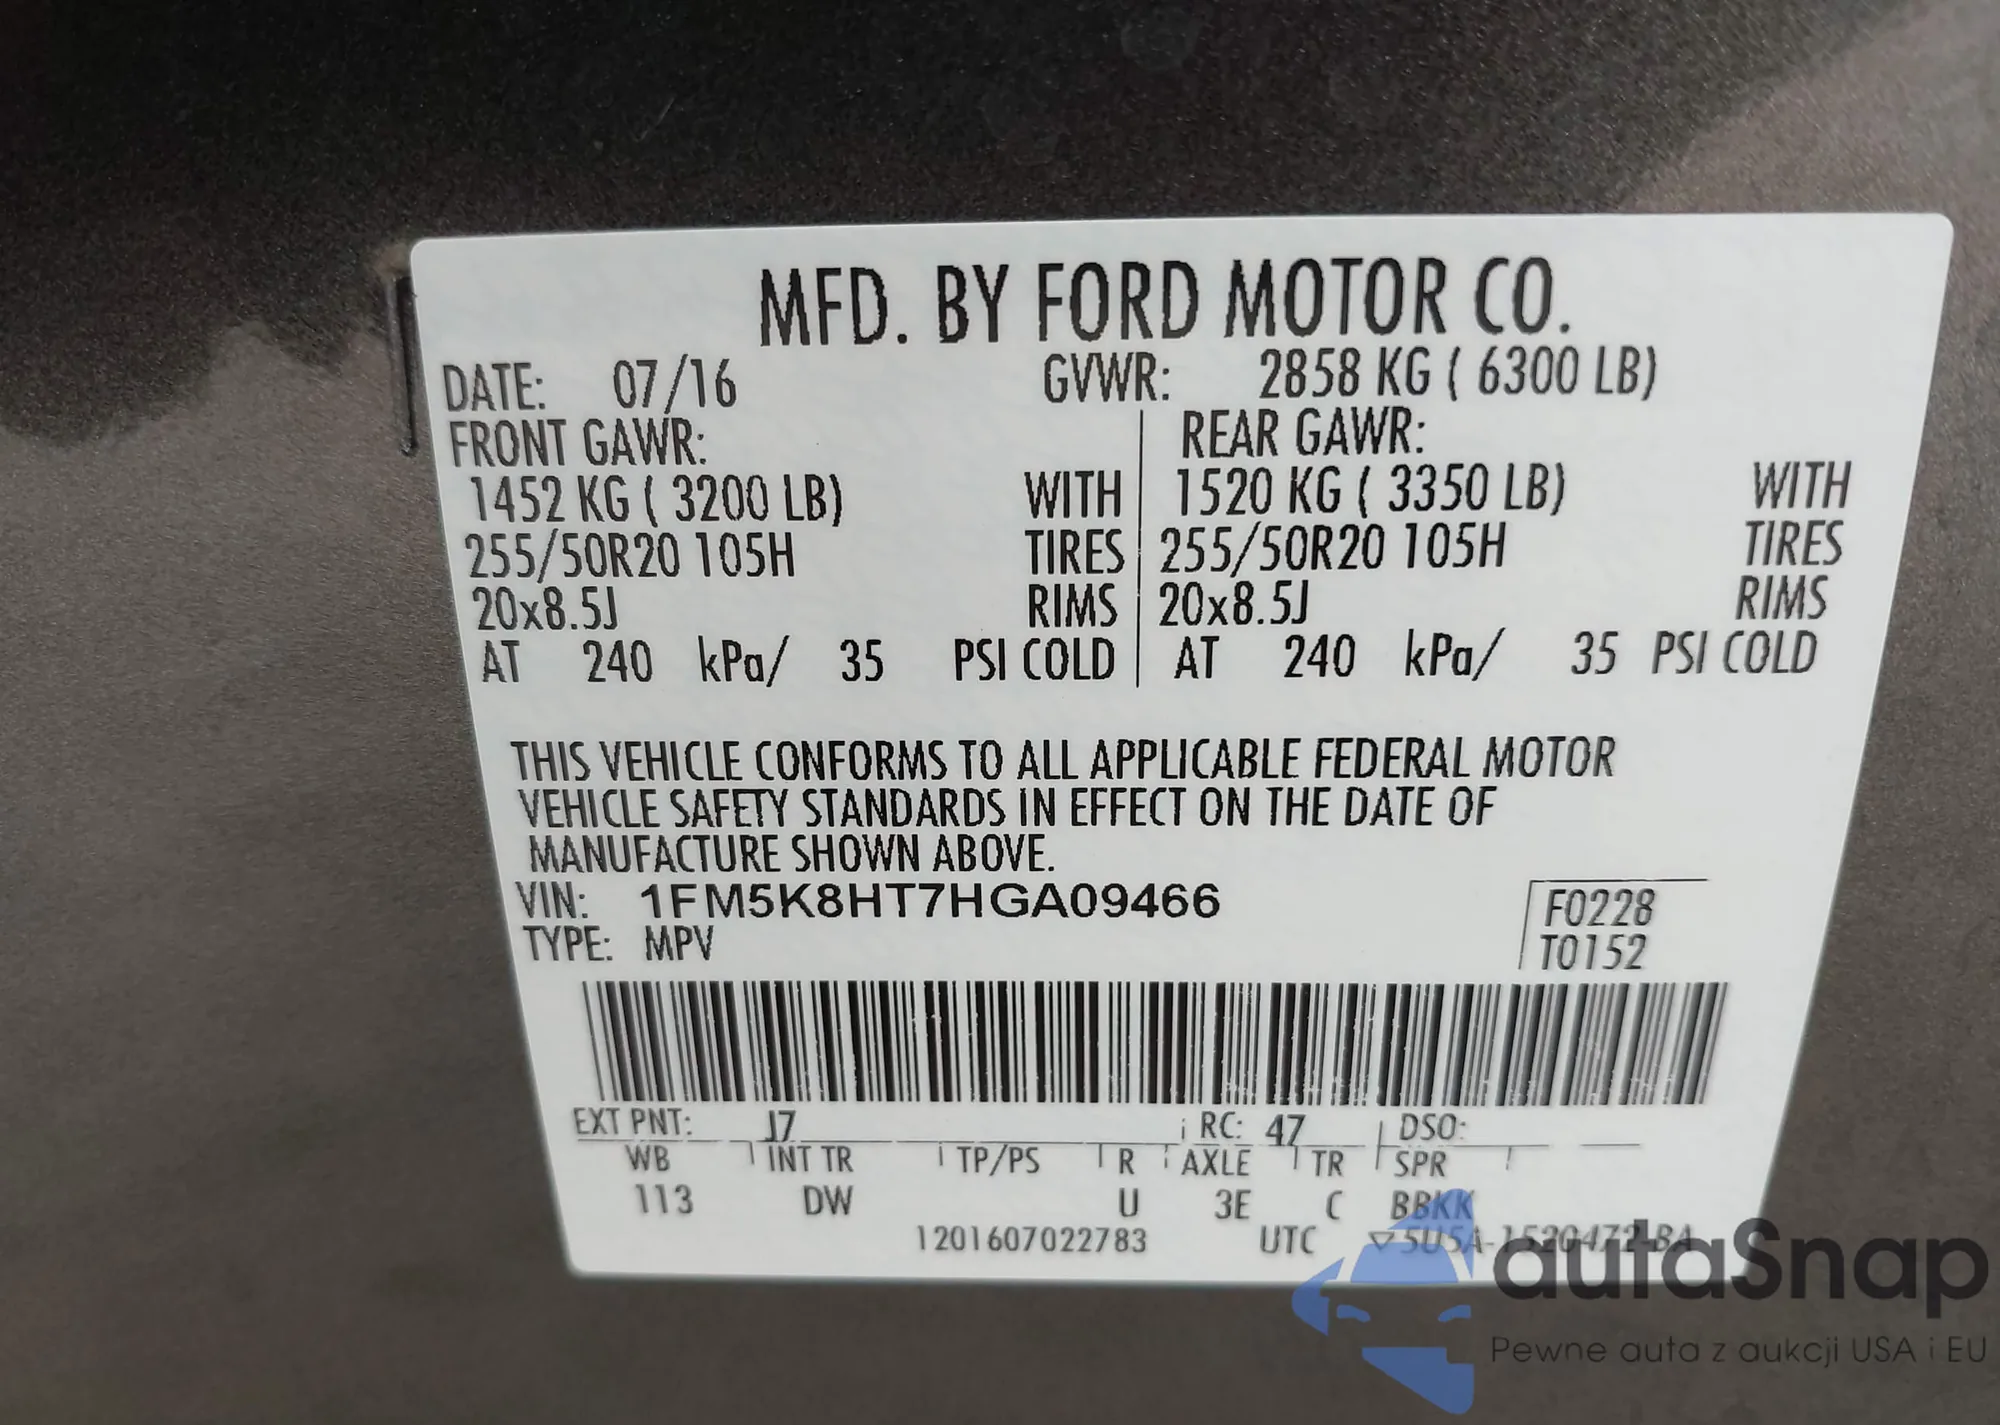 MFD. BY FORD MOTOR CO.
DATE: 07/16 GVWR: 2858 KG ( 6300 LB)
FRONT GAWR: REAR GAWR:
1452 KG ( 3200 LB) WITH 1520 KG ( 3350 LB) WITH
255/50R20 105H TIRES 255/50R20 105H TIRES
20x8.5J RIMS 20x8.5J RIMS
AT 240 kPa/ 35 PSI COLD AT 240 kPa/ 35 PSI COLD
THIS VEHICLE CONFORMS TO ALL APPLICABLE FEDERAL MOTOR
VEHICLE SAFETY STANDARDS IN EFFECT ON THE DATE OF
MANUFACTURE SHOWN ABOVE.
VIN: 1FM5K8HT7HGA09466 F0228
TYPE: MPV T0152
EXT PNT: J7 RC: 47 DSO:
WB INT TR TP/PS R AXLE TR SPR
113 DW U 3E C BBKK
1201607022783 UTC ▽5U5A-1520472-BA
autaSnap
Pewne auta z aukcji USA i EU